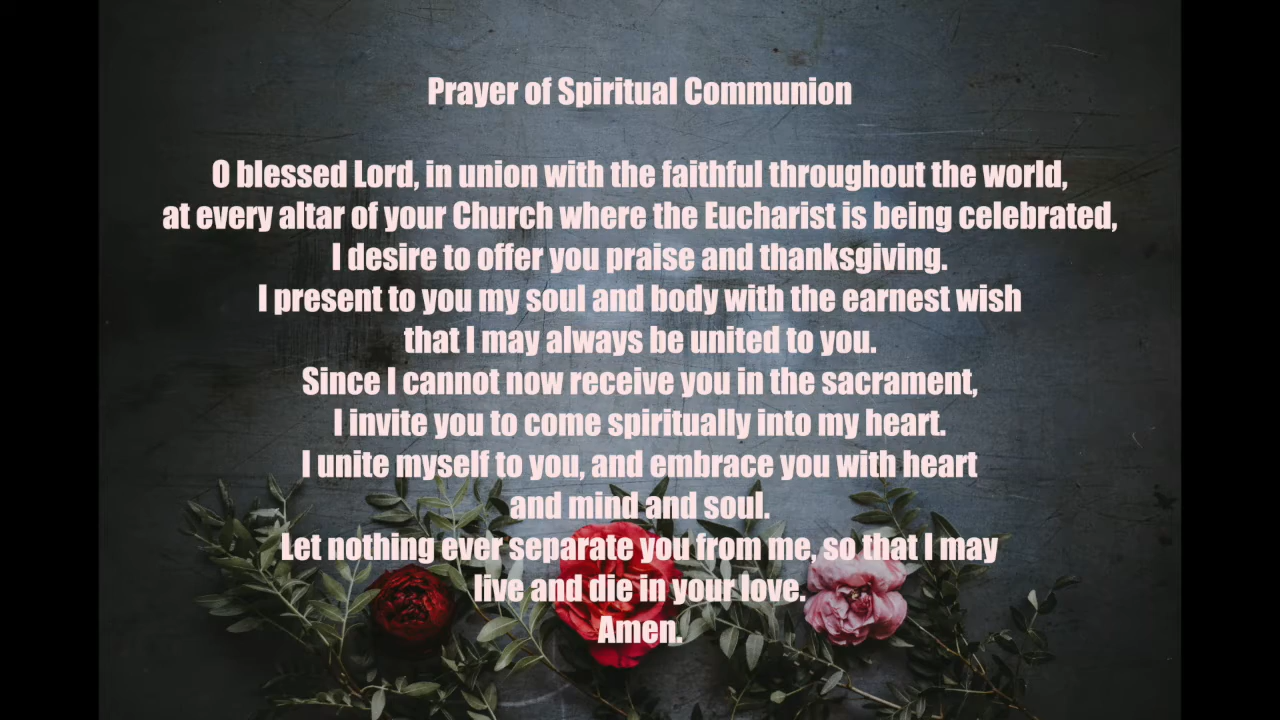 Prayer of Spiritual Communion
O blessed Lord, in union with the faithful throughout the world,
at every altar of your Church where the Eucharist is being celebrated,
I desire to offer you praise and thanksgiving.
I present to you my soul and body with the earnest wish
that I may always be united to you.
Since I cannot now receive you in the sacrament,
I invite you to come spiritually into my heart.
I unite myself to you, and embrace you with heart
and mind and soul.
Let nothing ever separate you from me, so that I may
live and die in your love.
Amen.